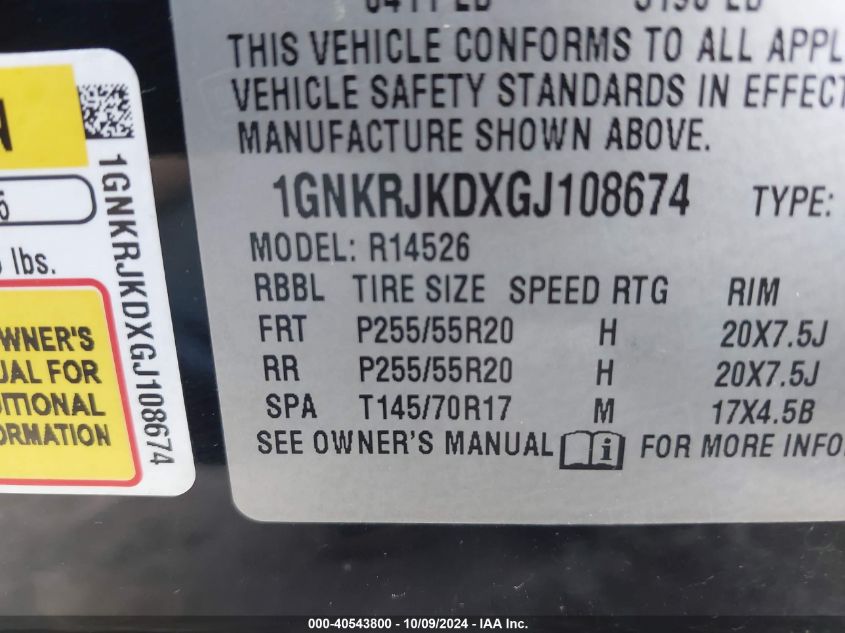 THIS VEHICLE CONFORMS TO ALL APPL
VEHICLE SAFETY STANDARDS IN EFFECT
MANUFACTURE SHOWN ABOVE.
1GNKRJKDXGJ108674 TYPE:
MODEL: R14526
RBBL TIRE SIZE SPEED RTG RIM
FRT P255/55R20 H 20X7.5J
RR P255/55R20 H 20X7.5J
SPA T145/70R17 M 17X4.5B
SEE OWNER'S MANUAL i FOR MORE INFO
lbs.
OWNER'S
UAL FOR
DITIONAL
ORMATION
1GNKRJKDXGJ108674
000-40543800 - 10/09/2024 - IAA Inc.